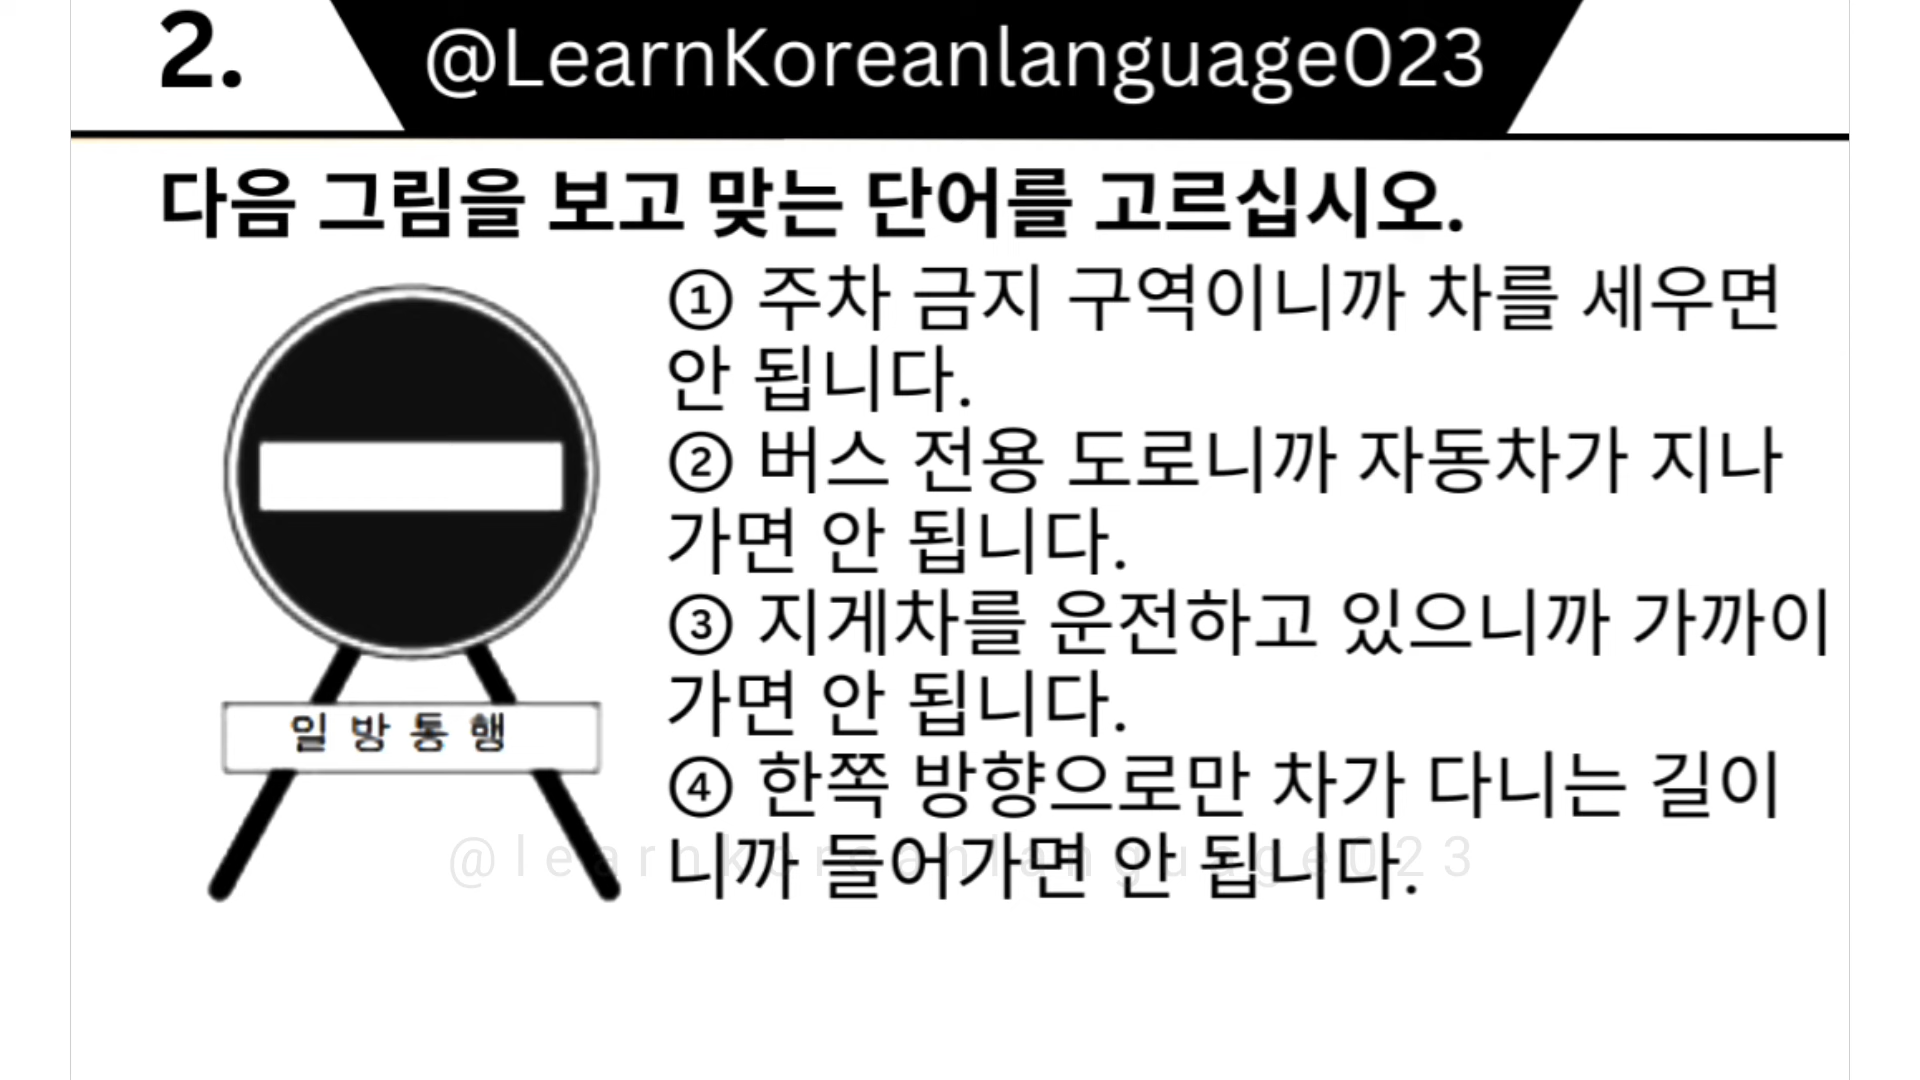 2.
@LearnKoreanlanguage023
다음 그림을 보고 맞는 단어를 고르십시오.
① 주차 금지 구역이니까 차를 세우면
안 됩니다.
② 버스 전용 도로니까 자동차가 지나
가면 안 됩니다.
③ 지게차를 운전하고 있으니까 가까이
가면 안 됩니다.
④ 한쪽 방향으로만 차가 다니는 길이
니까 들어가면 안 됩니다.
일방통행
@learnkoreanlanguage023